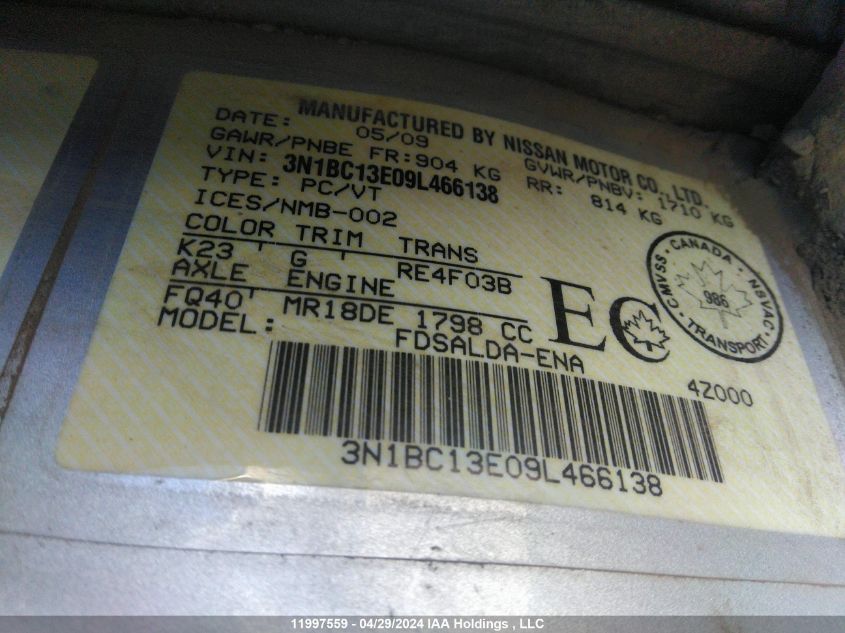 MANUFACTURED BY NISSAN MOTOR CO., LTD.
DATE: 05/09 GVWR/PNBV: 1710 KG
GAWR/PNBE FR:904 KG RR: 814 KG
VIN: 3N1BC13E09L466138
TYPE: PC/VT
ICES/NMB-002
COLOR TRIM TRANS
K23 G RE4F03B
AXLE ENGINE
FQ40 MR18DE 1798 CC
MODEL: FDSALDA-ENA
EC
CANADA · NSVAC · TRANSPORT · CMVSS
986
4Z000
3N1BC13E09L466138
11997559 - 04/29/2024 IAA Holdings , LLC